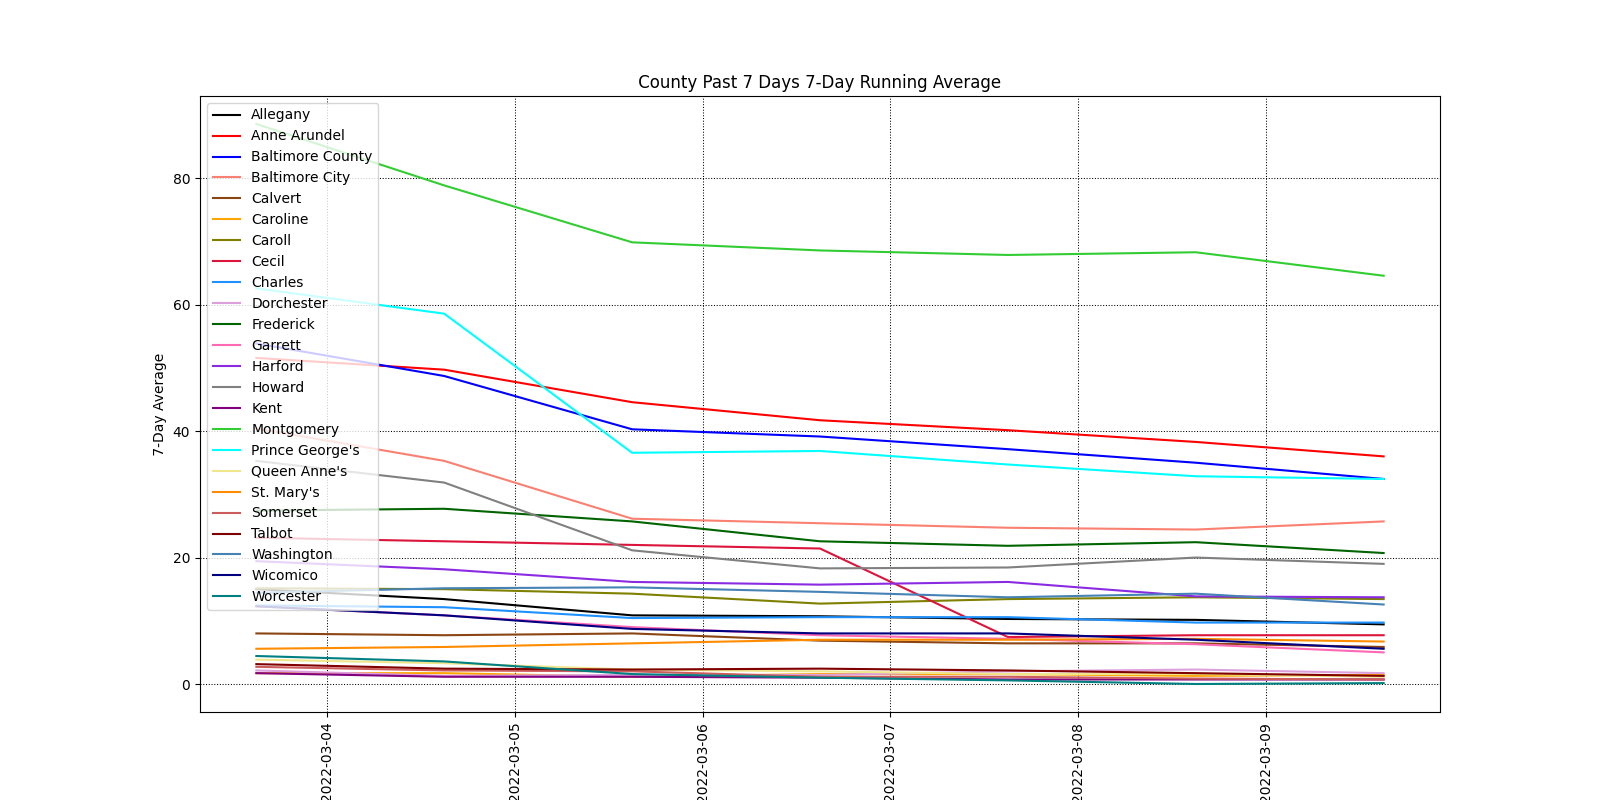 County Past 7 Days 7-Day Running Average
Allegany
Anne Arundel
Baltimore County
Baltimore City
Calvert
Caroline
Caroll
Cecil
Charles
Dorchester
Frederick
Garrett
Harford
Howard
Kent
Montgomery
Prince George's
Queen Anne's
St. Mary's
Somerset
Talbot
Washington
Wicomico
Worcester
7-Day Average
80
60
40
20
0
2022-03-04
2022-03-05
2022-03-06
2022-03-07
2022-03-08
2022-03-09